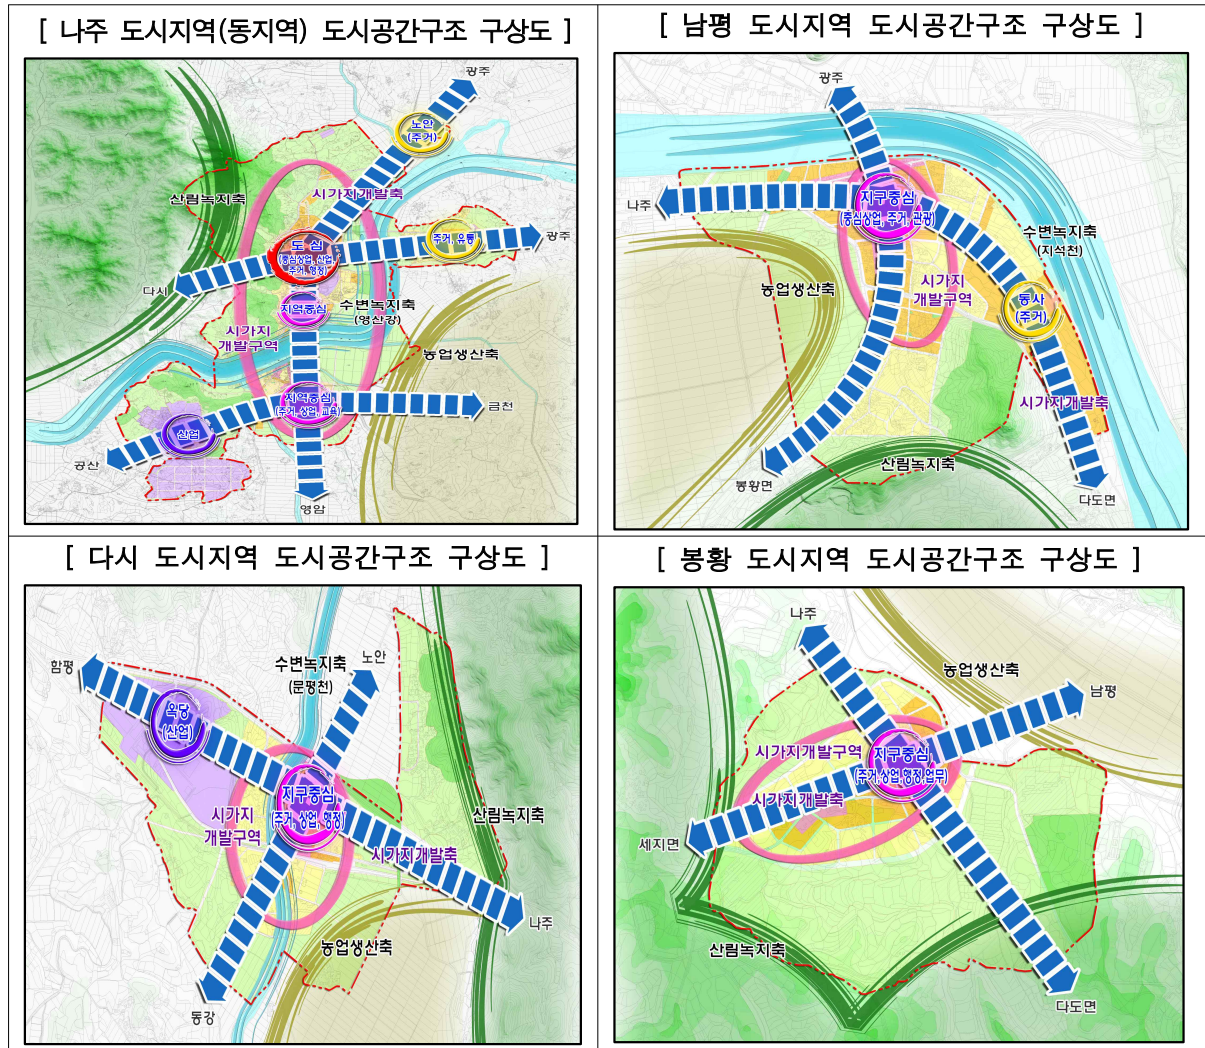 [ 나주 도시지역(동지역) 도시공간구조 구상도 ]
광주
노안
(주거)
산림녹지축
시가지개발축
도 심
(중심상업, 산업,
주거, 행정)
주거, 유통
광주
다시
지역중심
수변녹지축
(영산강)
시가지
개발구역
농업생산축
지역중심
(주거, 상업, 교육)
금천
산업
공산
영암
[ 남평 도시지역 도시공간구조 구상도 ]
광주
나주
지구중심
(중심상업, 주거, 관광)
수변녹지축
(지석천)
농업생산축
시가지
개발구역
동사
(주거)
시가지개발축
산림녹지축
봉황면
다도면
[ 다시 도시지역 도시공간구조 구상도 ]
함평
수변녹지축
(문평천)
노안
옥당
(산업)
지구중심
(주거, 상업, 행정)
시가지
개발구역
산림녹지축
시가지개발축
나주
농업생산축
동강
[ 봉황 도시지역 도시공간구조 구상도 ]
나주
농업생산축
남평
시가지개발구역
지구중심
(주거,상업,행정,업무)
시가지개발축
세지면
산림녹지축
다도면